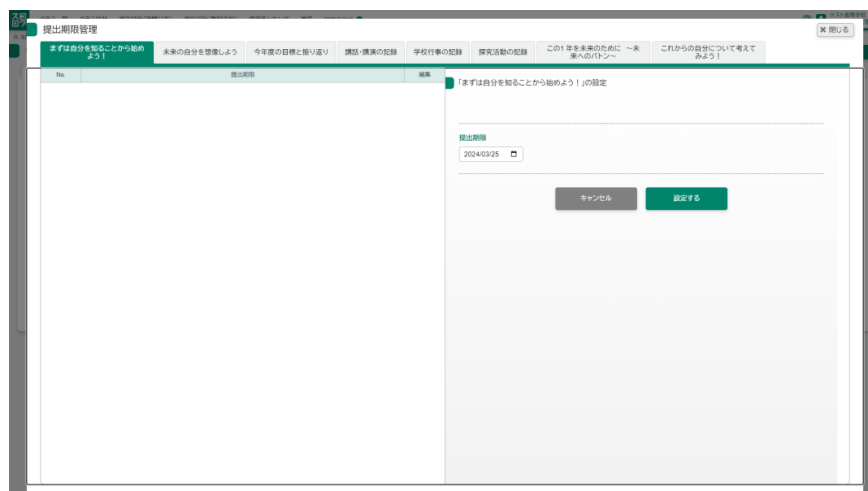 提出期限管理
✖ 閉じる
まずは自分を知ることから始め
よう！
未来の自分を想像しよう
今年度の目標と振り返り
講話・講演の記録
学校行事の記録
探究活動の記録
この1年を未来のために ～未
来へのバトン～
これからの自分について考えて
みよう！
No.
提出期限
編集
「まずは自分を知ることから始めよう！」の設定
提出期限
2024/03/25
キャンセル
設定する